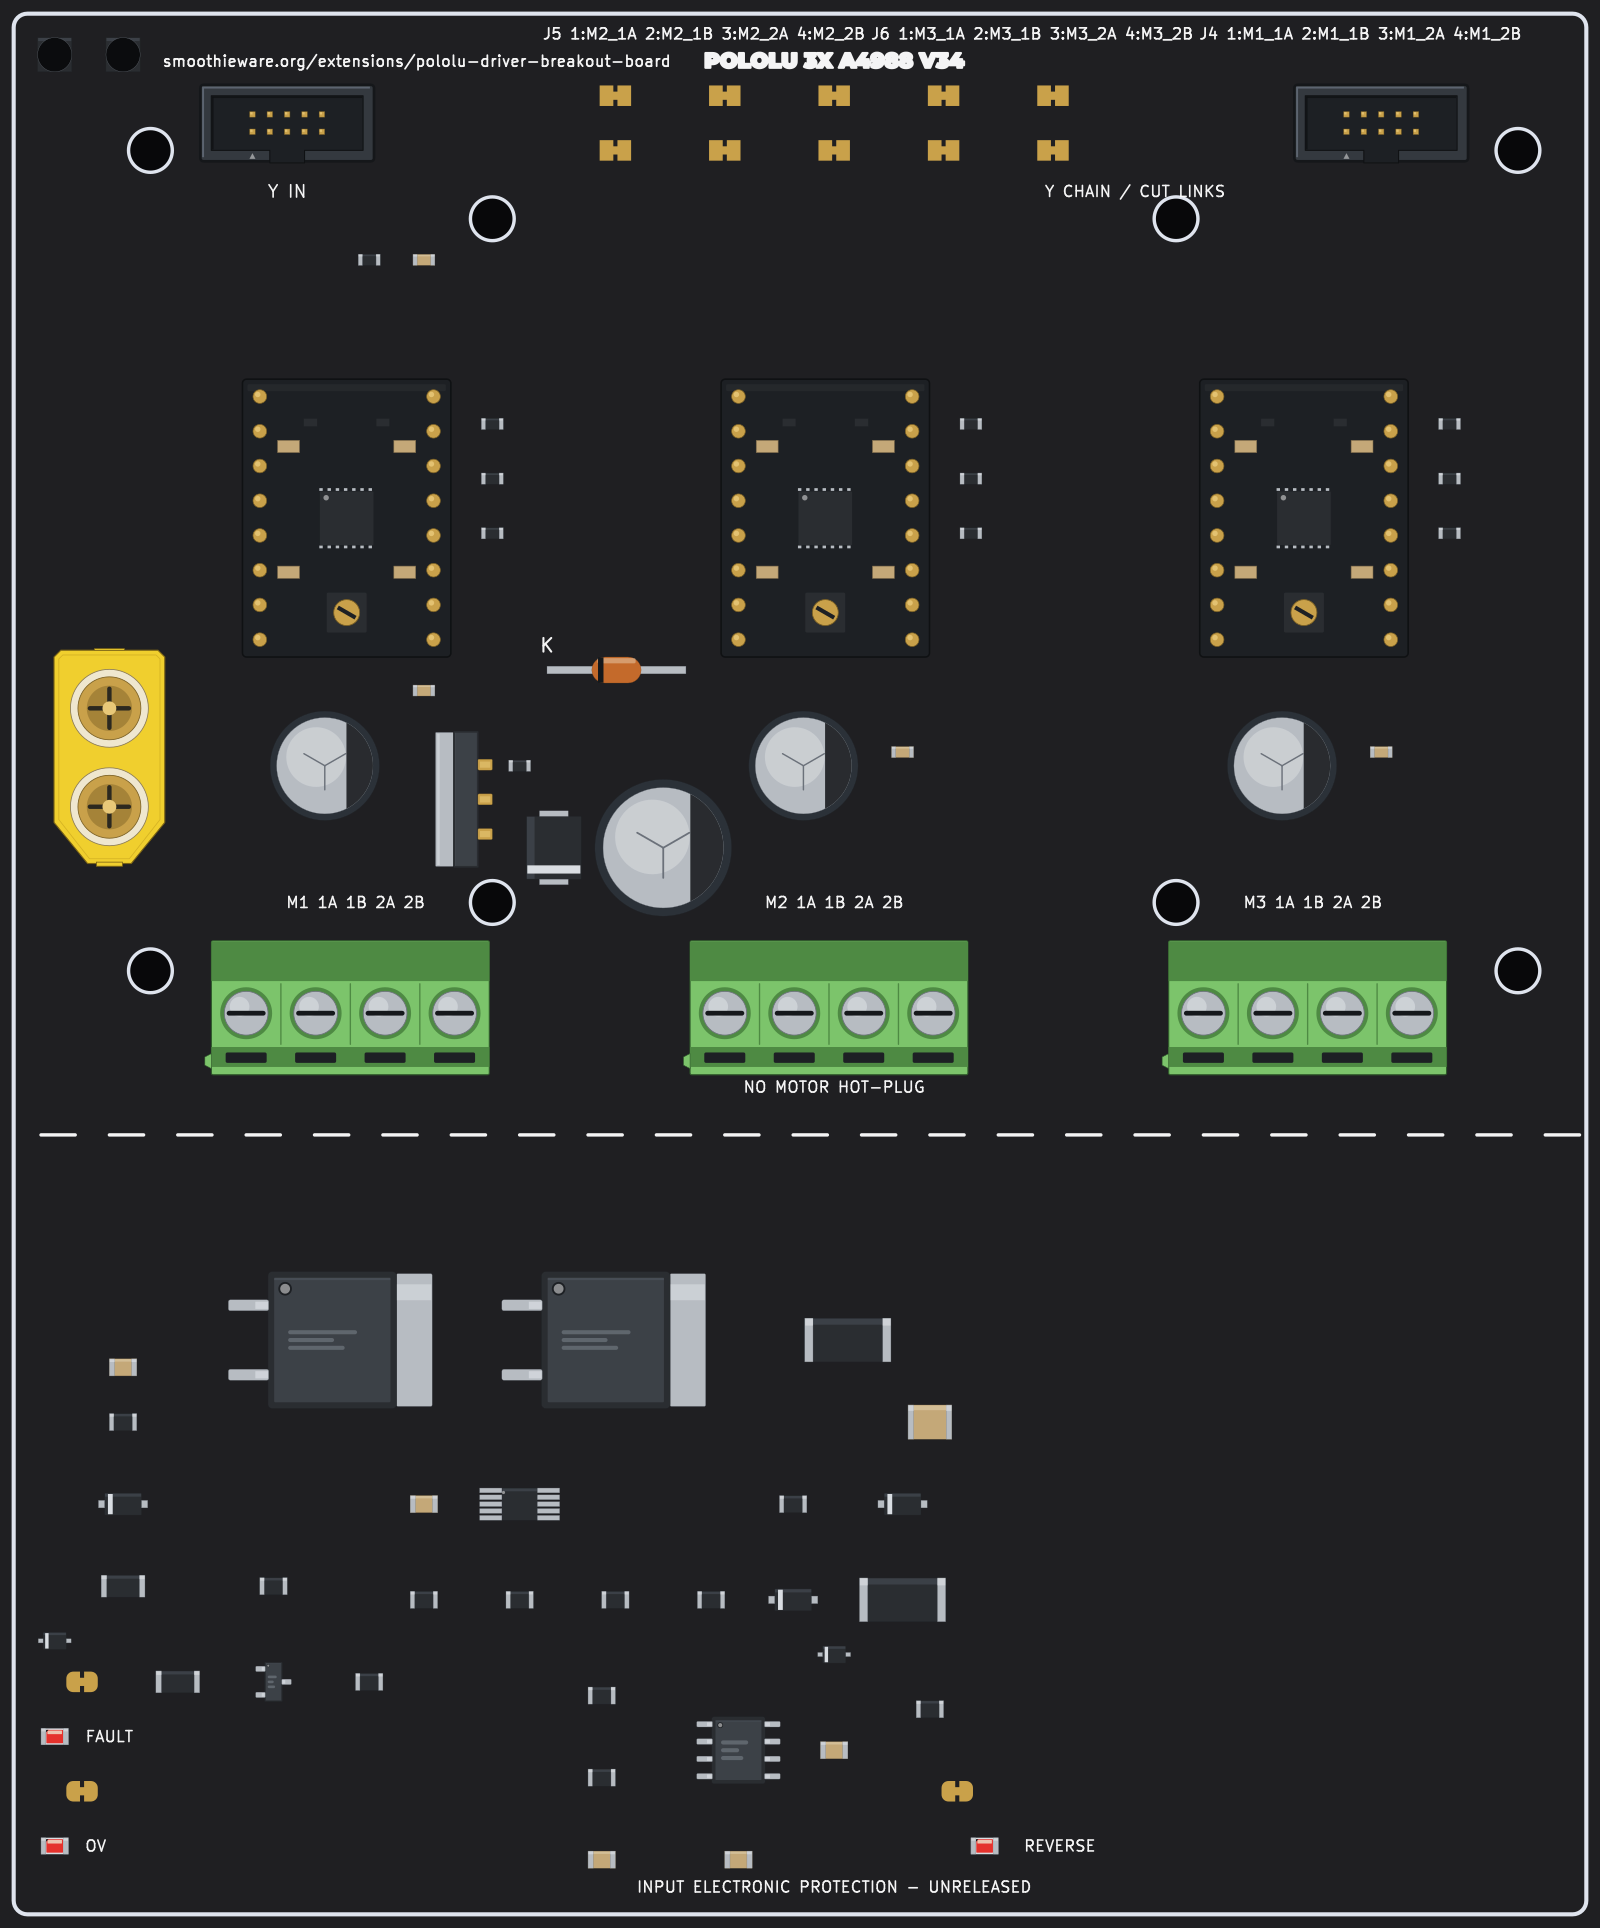 J5 1:M2_1A 2:M2_1B 3:M2_2A 4:M2_2B J6 1:M3_1A 2:M3_1B 3:M3_2A 4:M3_2B J4 1:M1_1A 2:M1_1B 3:M1_2A 4:M1_2B
smoothieware.org/extensions/pololu-driver-breakout-board
POLOLU 3X A4988 V34
Y IN
Y CHAIN / CUT LINKS
K
M1 1A 1B 2A 2B
M2 1A 1B 2A 2B
M3 1A 1B 2A 2B
NO MOTOR HOT-PLUG
FAULT
OV
REVERSE
INPUT ELECTRONIC PROTECTION - UNRELEASED